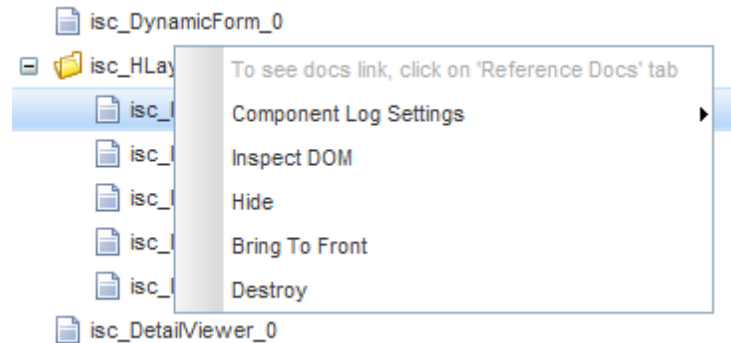 isc_DynamicForm_0
isc_HLay
To see docs link, click on 'Reference Docs' tab
isc_
Component Log Settings
isc_
Inspect DOM
isc_
Hide
isc_
Bring To Front
isc_
Destroy
isc_DetailViewer_0